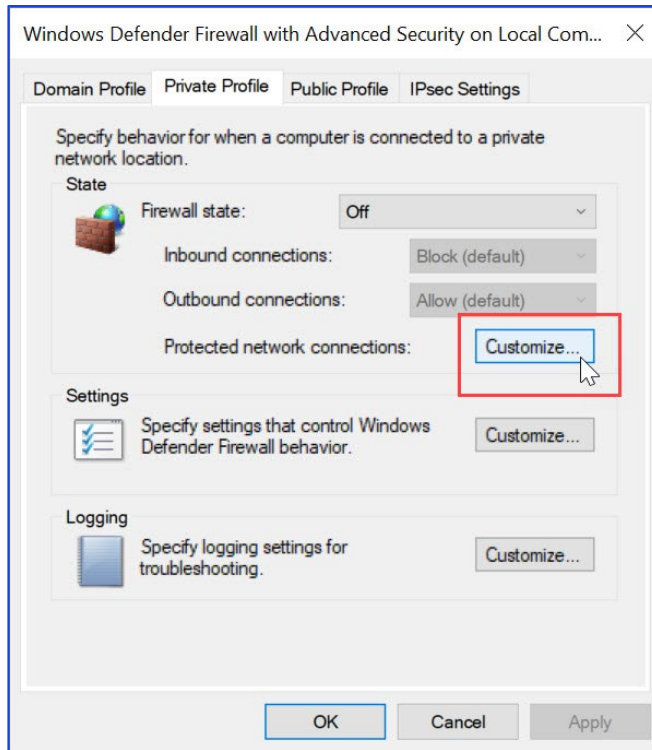 Windows Defender Firewall with Advanced Security on Local Com...
Domain Profile Private Profile Public Profile IPsec Settings
Specify behavior for when a computer is connected to a private
network location.
State
Firewall state: Off
Inbound connections: Block (default)
Outbound connections: Allow (default)
Protected network connections: Customize...
Settings
Specify settings that control Windows
Defender Firewall behavior.
Customize...
Logging
Specify logging settings for
troubleshooting.
Customize...
OK Cancel Apply